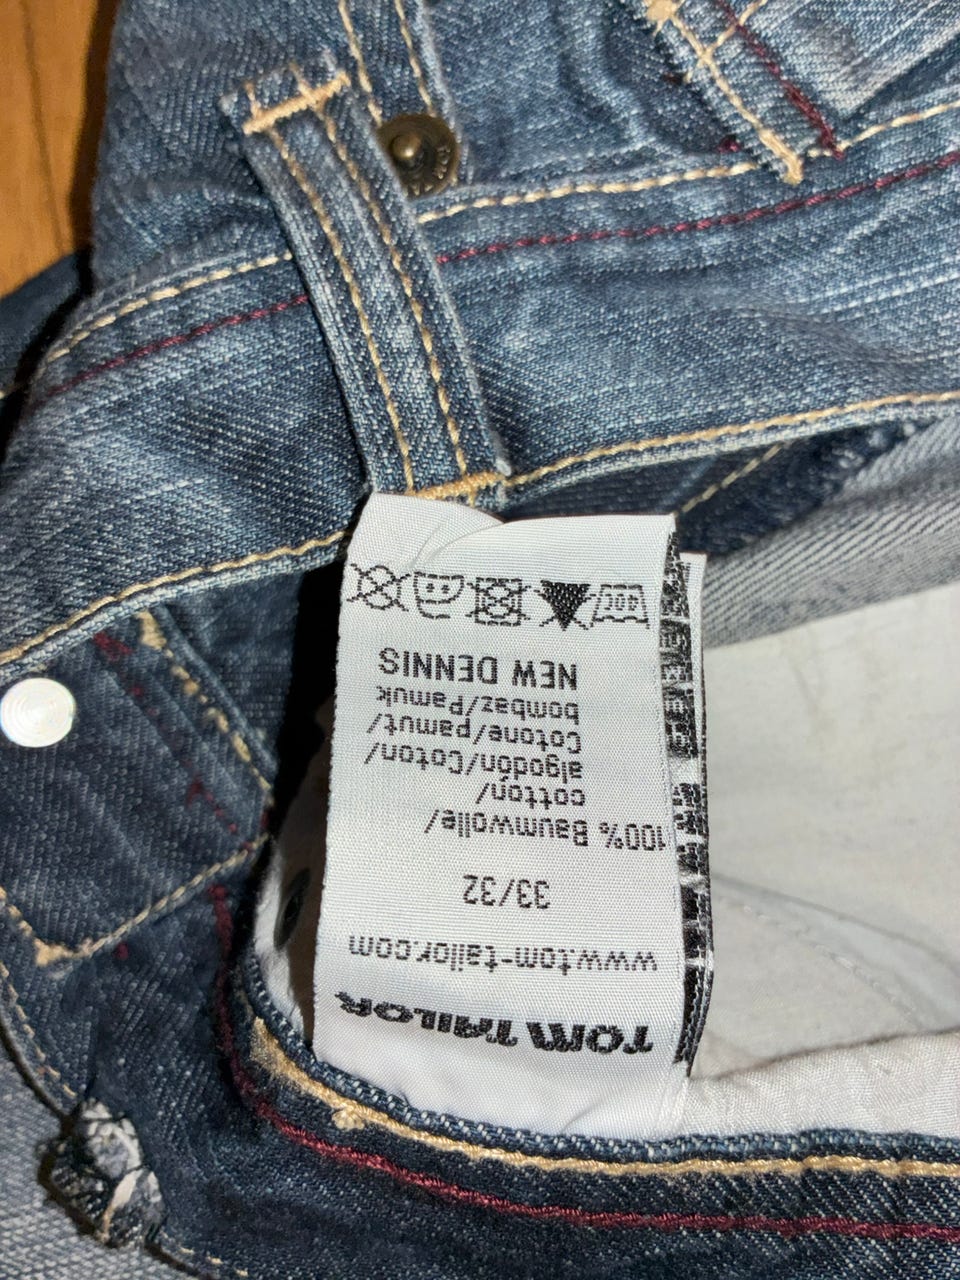 TOM TAILOR
www.tom-tailor.com
33/32
100% Baumwolle/
cotton/
algodón/Coton/
Cotone/pamut/
bombaz/Pamuk
NEW DENNIS
40C